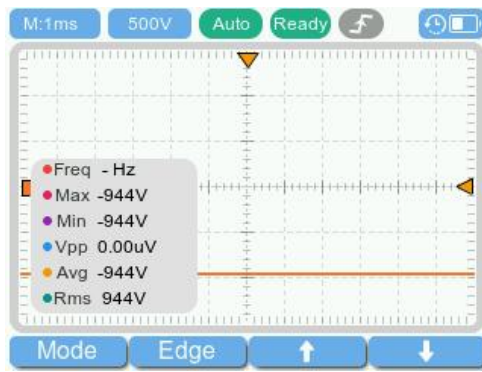 M:1ms 500V Auto Ready
Freq - Hz
Max -944V
Min -944V
Vpp 0.00uV
Avg -944V
Rms 944V
Mode Edge